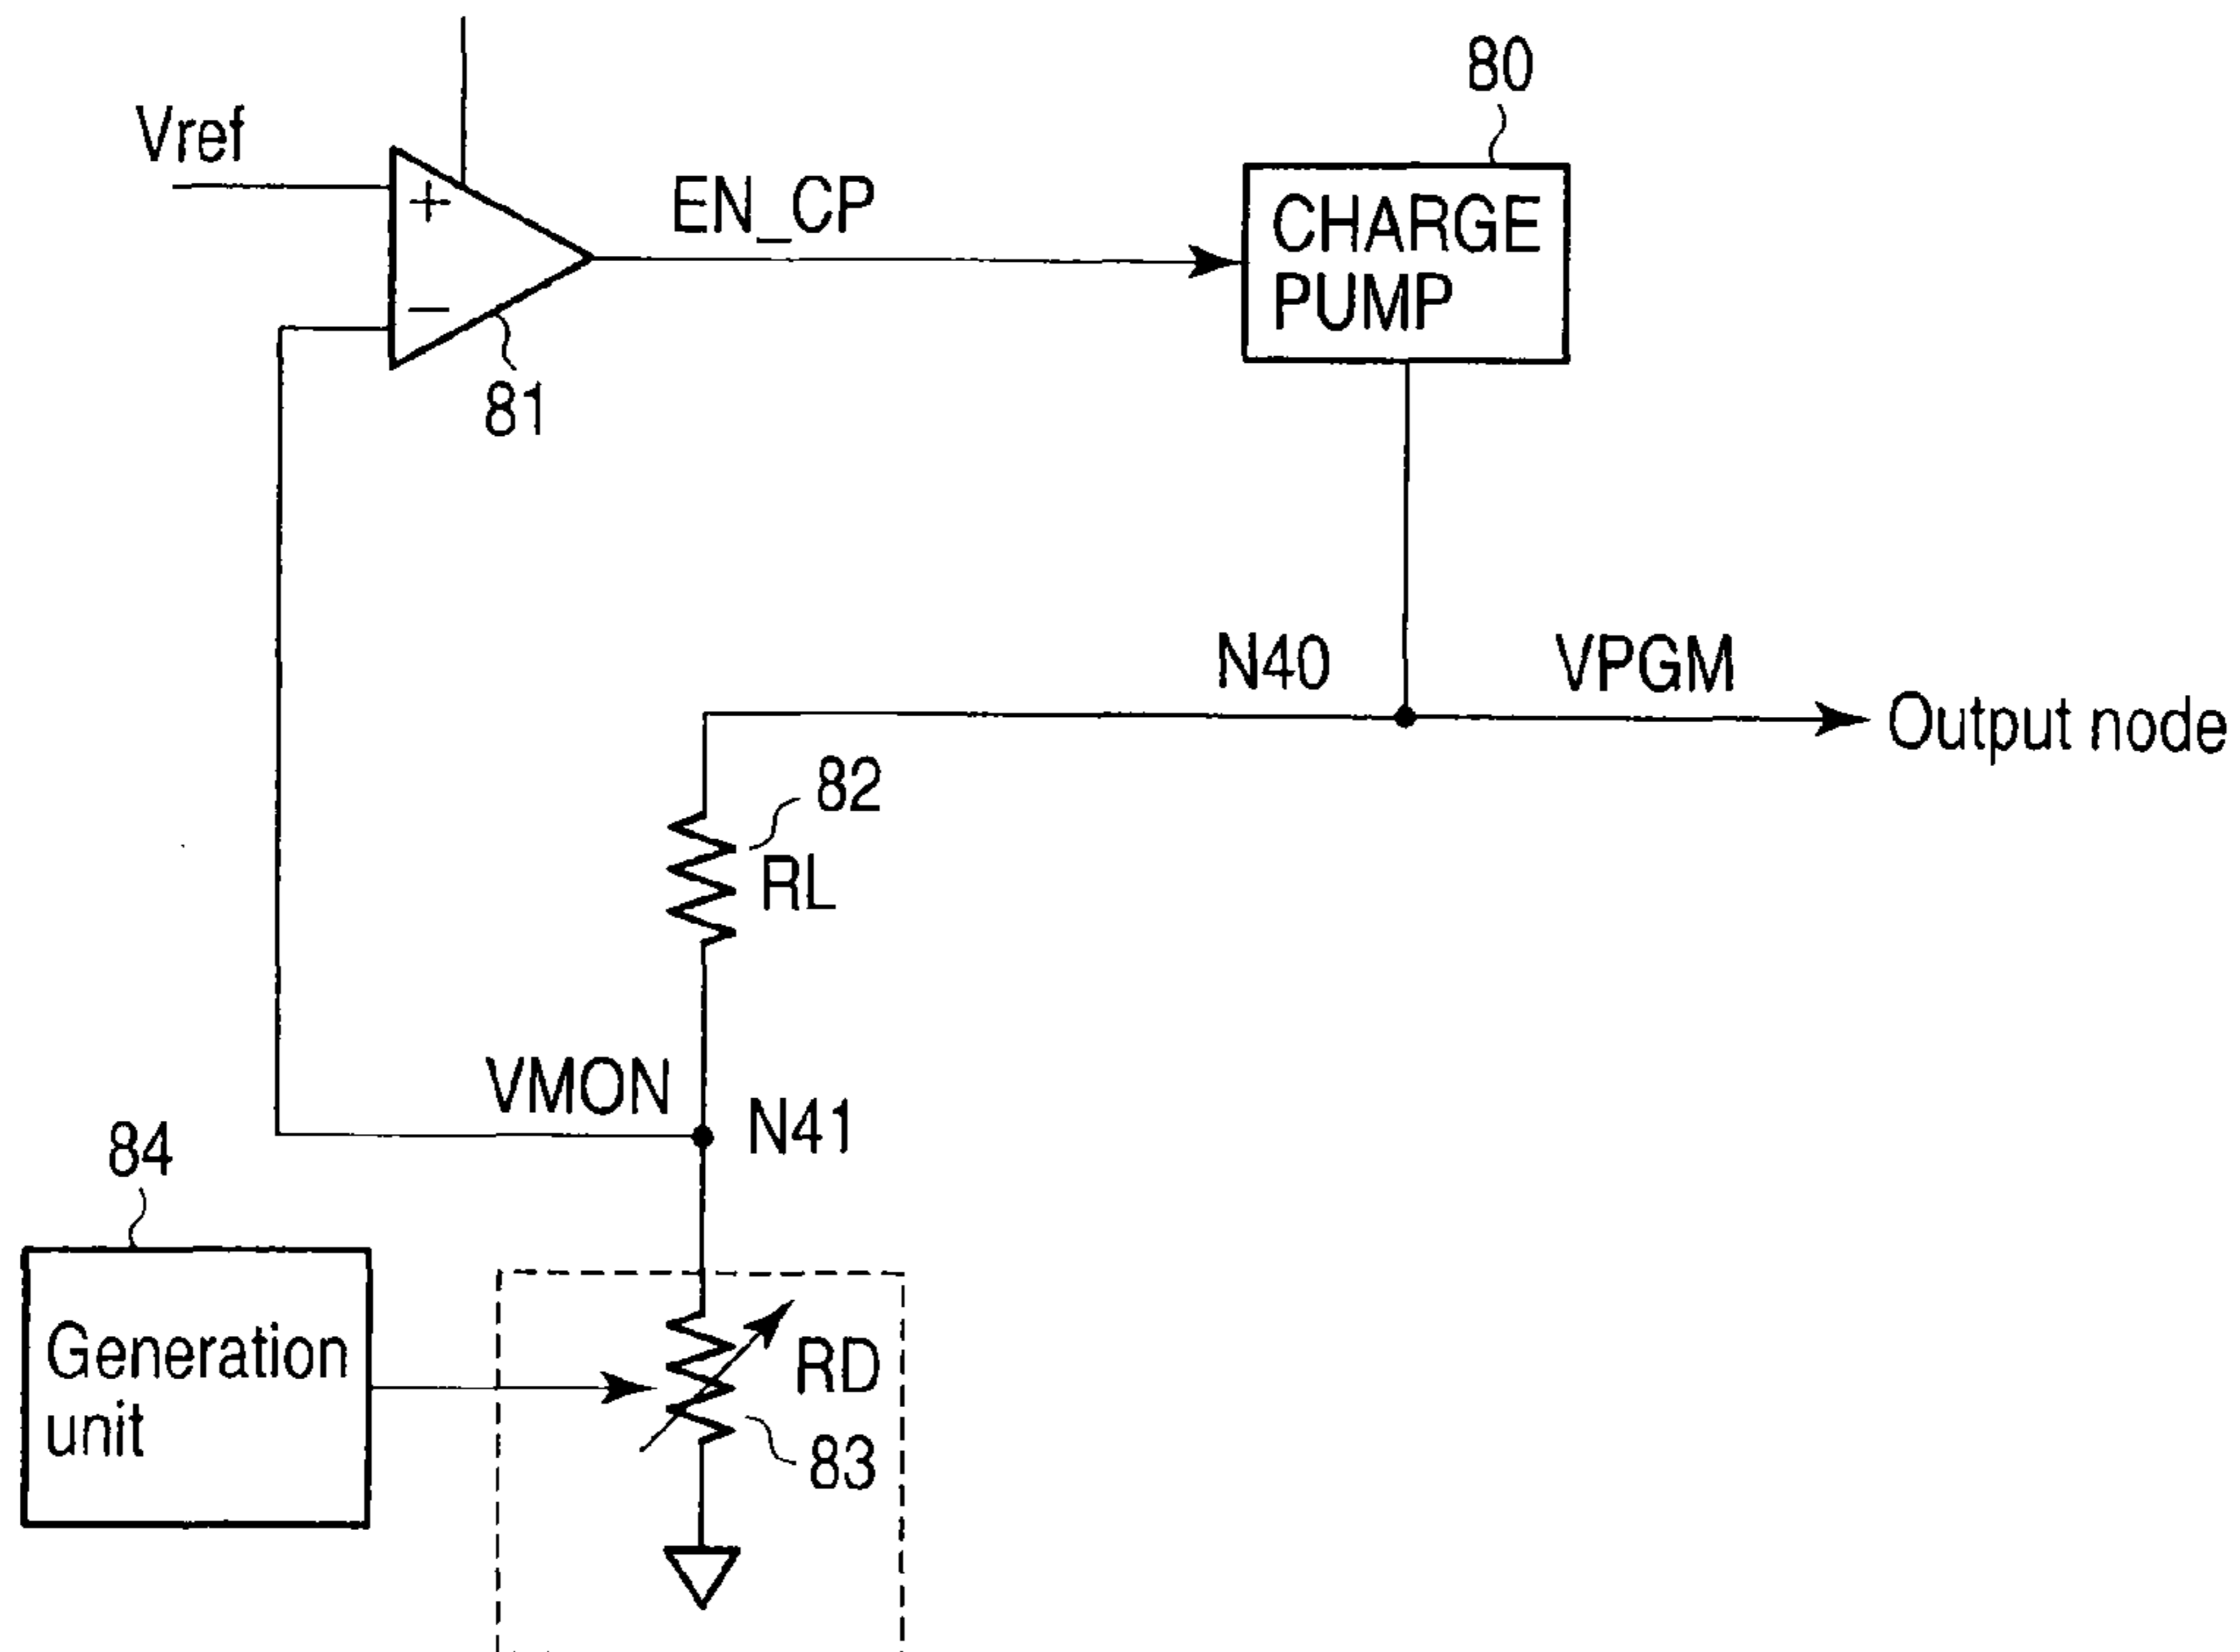 80
Vref
+
EN_CP
CHARGE
PUMP
−
81
N40
VPGM
Output node
82
RL
VMON
N41
84
Generation
unit
RD
83